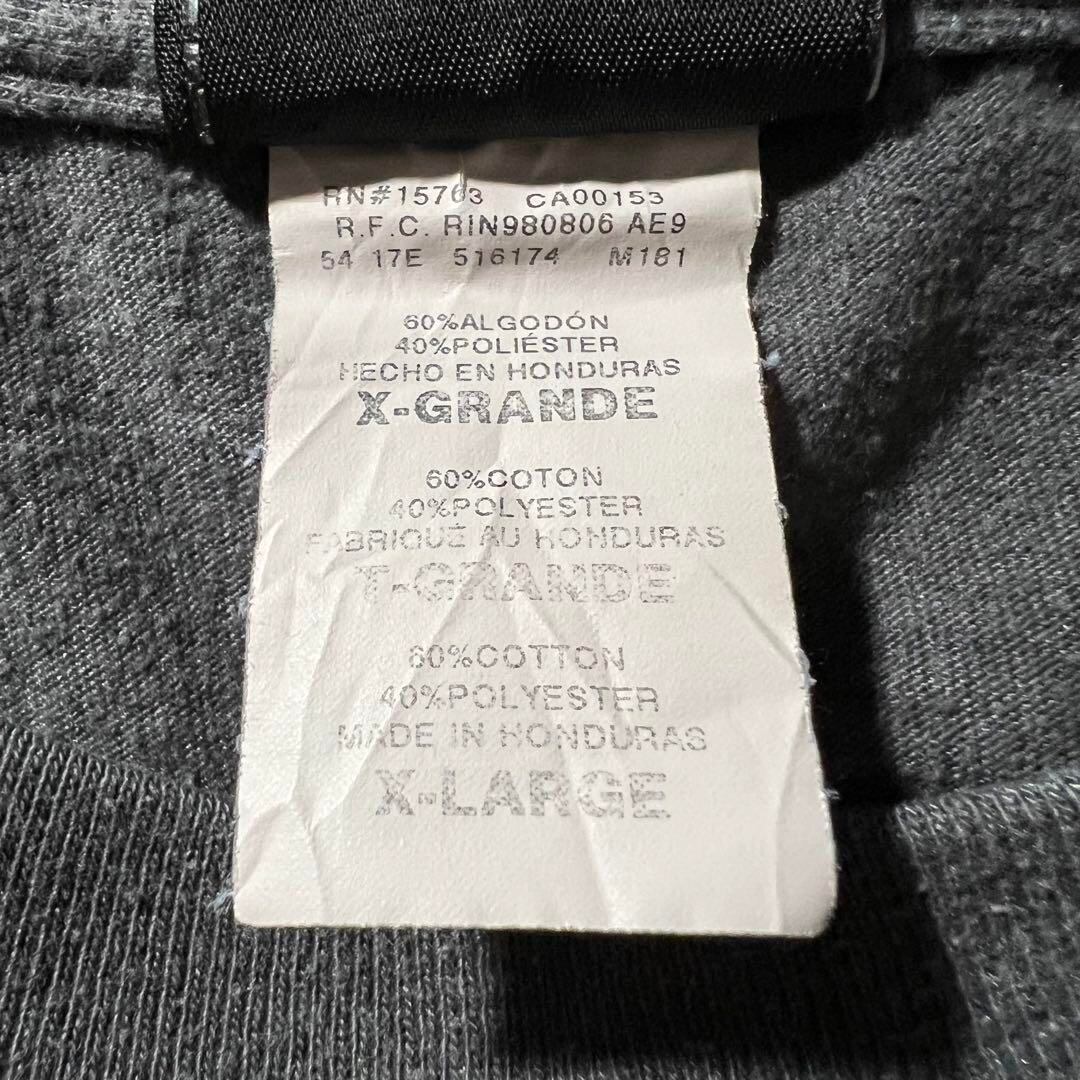 RN#15763 CA00153
R.F.C. RIN980806 AE9
54 17E 516174 M181
60%ALGODÓN
40%POLIÉSTER
HECHO EN HONDURAS
X-GRANDE
60%COTON
40%POLYESTER
FABRIQUÉ AU HONDURAS
T-GRANDE
60%COTTON
40%POLYESTER
MADE IN HONDURAS
X-LARGE